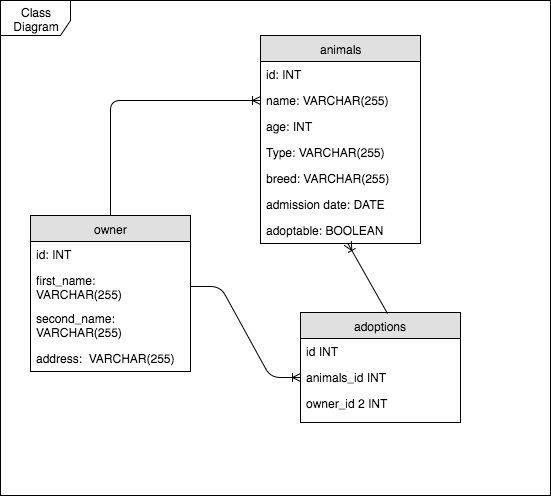 Class
Diagram
animals
id: INT
name: VARCHAR(255)
age: INT
Type: VARCHAR(255)
breed: VARCHAR(255)
admission date: DATE
adoptable: BOOLEAN
owner
id: INT
first_name:
VARCHAR(255)
second_name:
VARCHAR(255)
address:  VARCHAR(255)
adoptions
id INT
animals_id INT
owner_id 2 INT